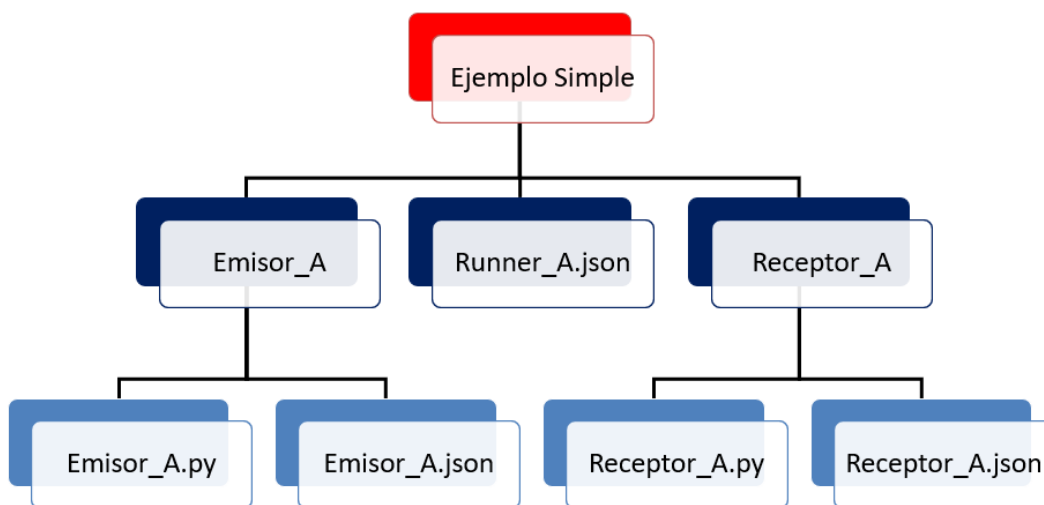 Ejemplo Simple
Emisor_A
Runner_A.json
Receptor_A
Emisor_A.py
Emisor_A.json
Receptor_A.py
Receptor_A.json